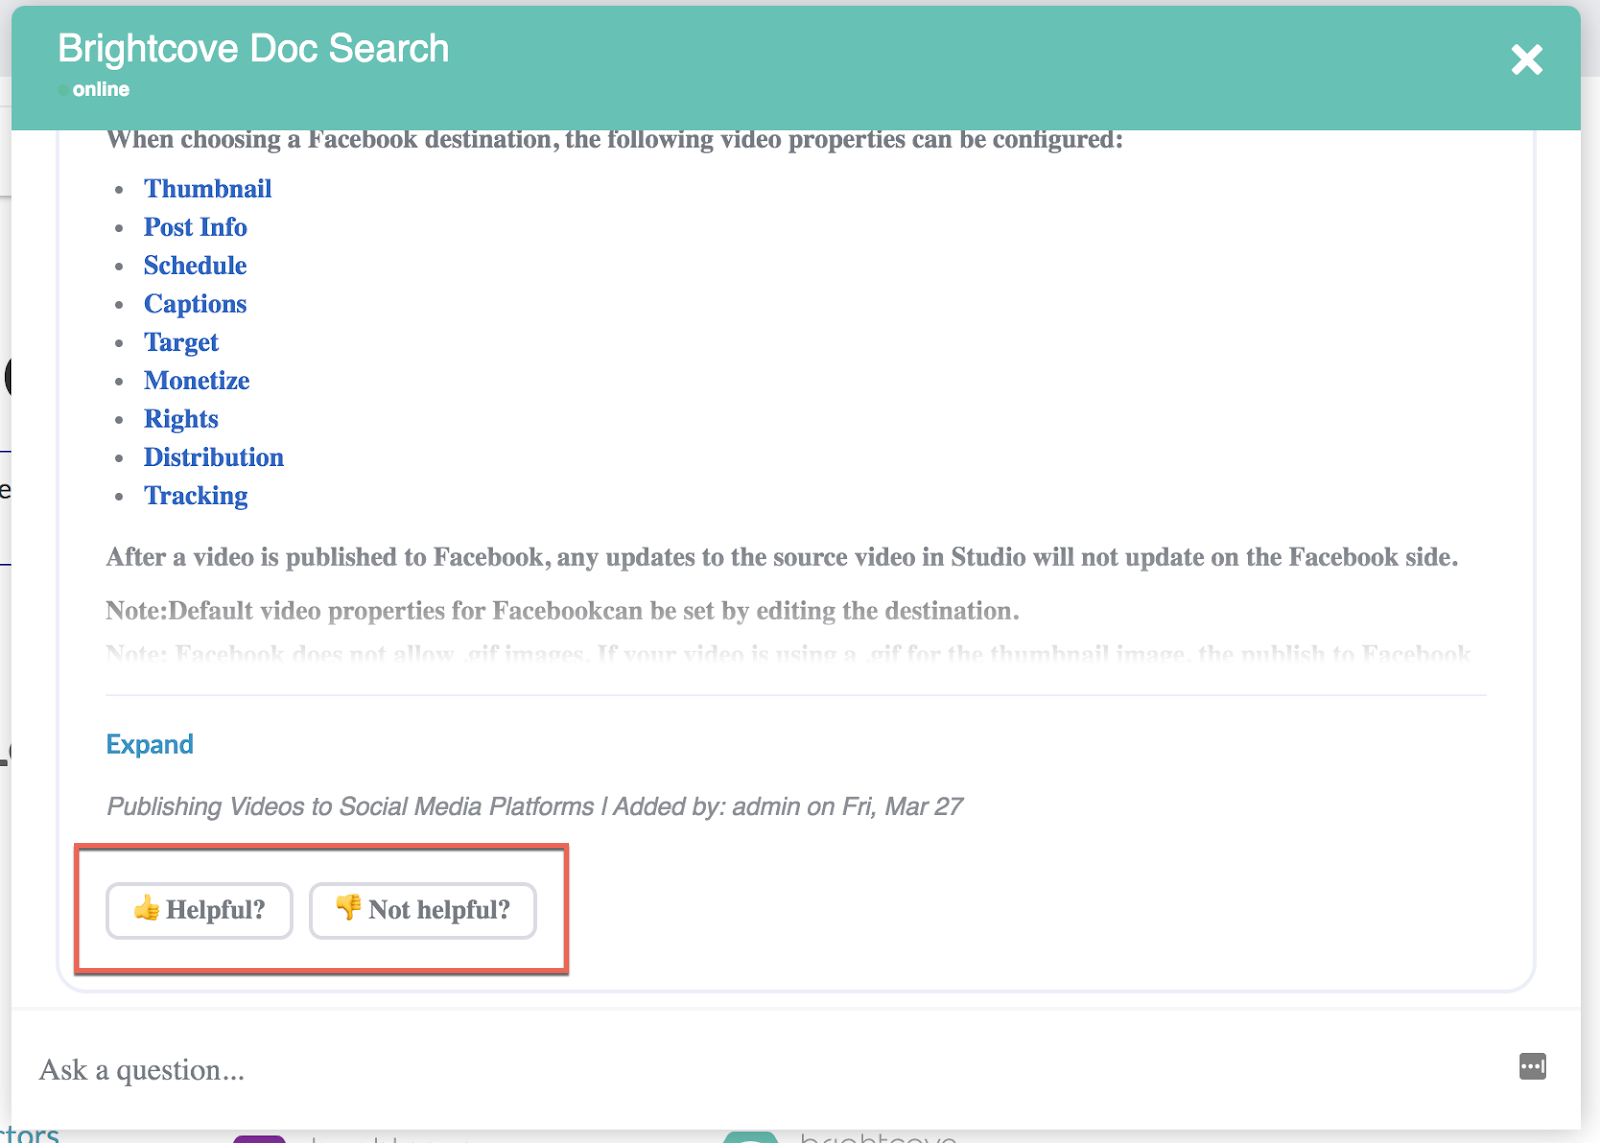 Brightcove Doc Search
online
When choosing a Facebook destination, the following video properties can be configured:
• Thumbnail
• Post Info
• Schedule
• Captions
• Target
• Monetize
• Rights
• Distribution
• Tracking
After a video is published to Facebook, any updates to the source video in Studio will not update on the Facebook side.
Note:Default video properties for Facebookcan be set by editing the destination.
Note: Facebook does not allow .gif images. If your video is using a .gif for the thumbnail image, the publish to Facebook
Expand
Publishing Videos to Social Media Platforms | Added by: admin on Fri, Mar 27
👍 Helpful? 👎 Not helpful?
Ask a question...
ctors
brightcove